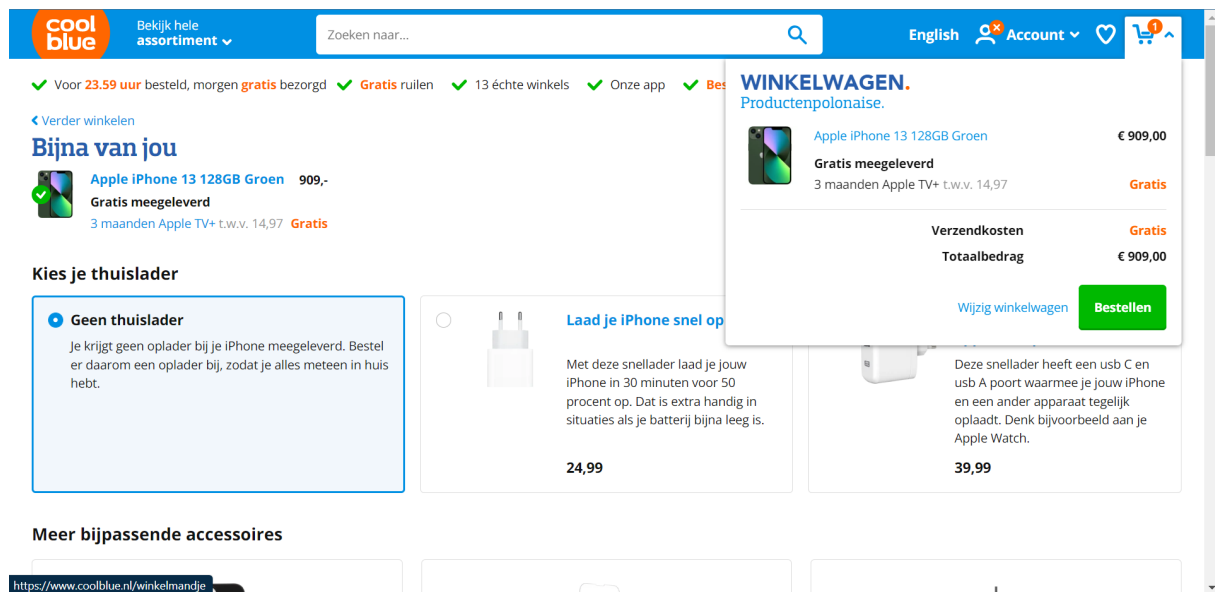 cool
blue
Bekijk hele
assortiment
Zoeken naar...
English
Account
1
Voor 23.59 uur besteld, morgen gratis bezorgd
Gratis ruilen
13 échte winkels
Onze app
Bes
WINKELWAGEN.
Productenpolonaise.
Apple iPhone 13 128GB Groen € 909,00
Gratis meegeleverd
3 maanden Apple TV+ t.w.v. 14,97 Gratis
Verzendkosten Gratis
Totaalbedrag € 909,00
Wijzig winkelwagen
Bestellen
Verder winkelen
Bijna van jou
Apple iPhone 13 128GB Groen 909,-
Gratis meegeleverd
3 maanden Apple TV+ t.w.v. 14,97 Gratis
Kies je thuislader
Geen thuislader
Je krijgt geen oplader bij je iPhone meegeleverd. Bestel
er daarom een oplader bij, zodat je alles meteen in huis
hebt.
Laad je iPhone snel op
Met deze snellader laad je jouw
iPhone in 30 minuten voor 50
procent op. Dat is extra handig in
situaties als je batterij bijna leeg is.
24,99
Deze snellader heeft een usb C en
usb A poort waarmee je jouw iPhone
en een ander apparaat tegelijk
oplaadt. Denk bijvoorbeeld aan je
Apple Watch.
39,99
Meer bijpassende accessoires
https://www.coolblue.nl/winkelmandje